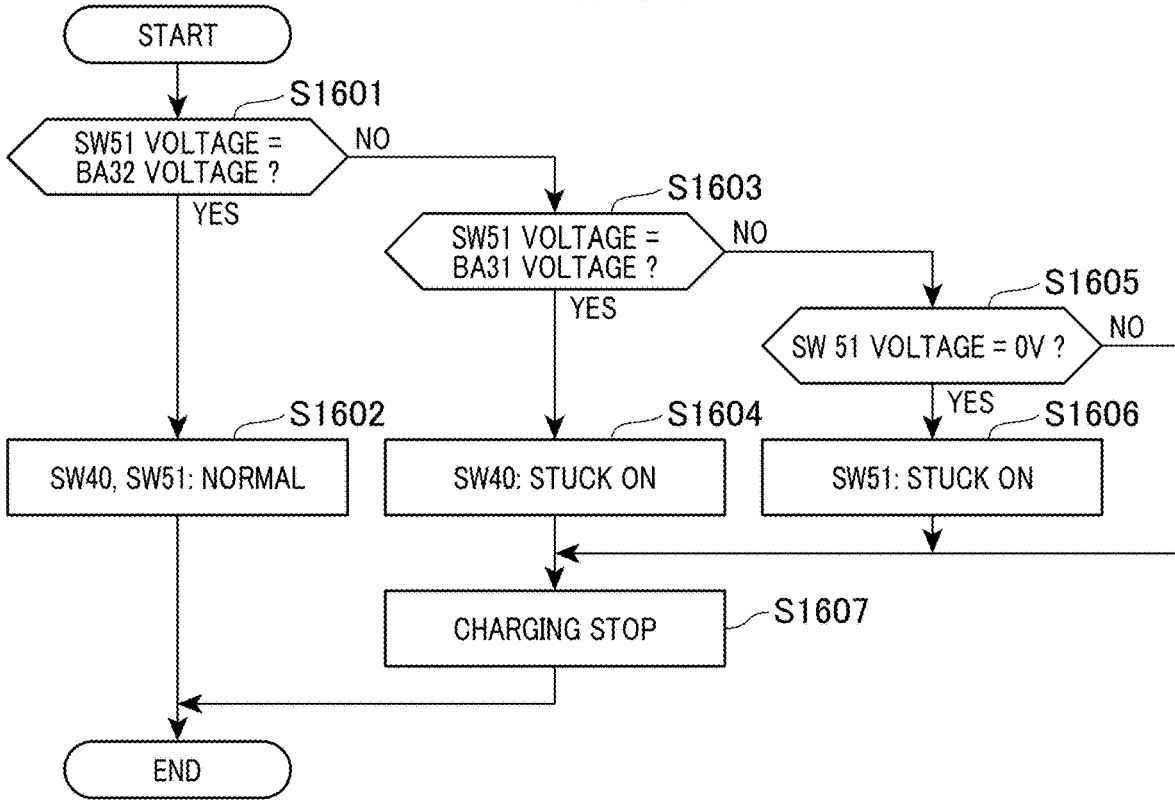 START
S1601
SW51 VOLTAGE =
BA32 VOLTAGE ?
NO
YES
S1603
SW51 VOLTAGE =
BA31 VOLTAGE ?
NO
YES
S1605
SW 51 VOLTAGE = 0V ?
NO
YES
S1602
SW40, SW51: NORMAL
S1604
SW40: STUCK ON
S1606
SW51: STUCK ON
CHARGING STOP
S1607
END